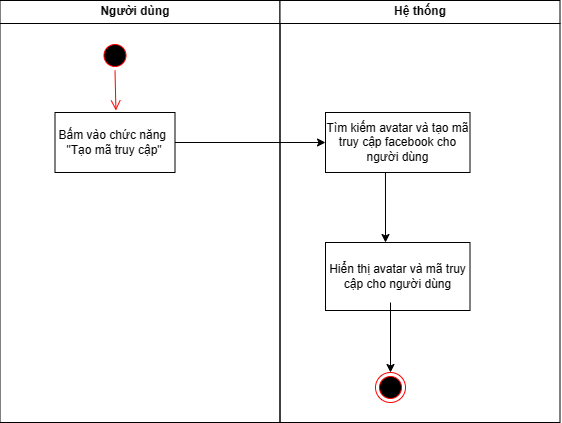 Người dùng
Hệ thống
Bấm vào chức năng
"Tạo mã truy cập"
Tìm kiếm avatar và tạo mã
truy cập facebook cho
người dùng
Hiển thị avatar và mã truy
cập cho người dùng